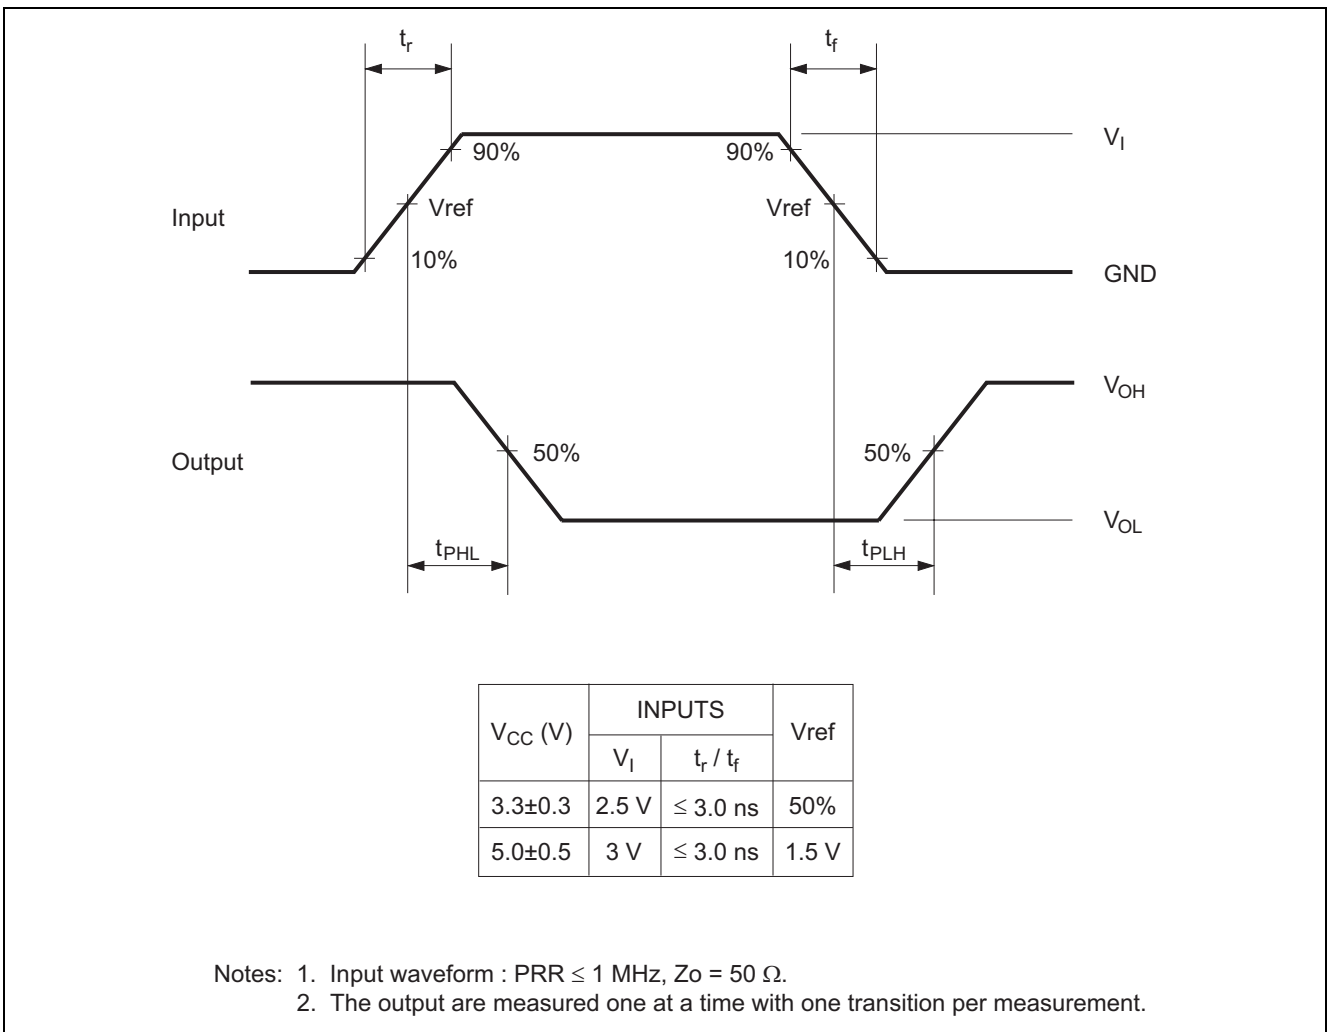 tr
tf
VI
90%
90%
Input
Vref
Vref
10%
10%
GND
VOH
Output
50%
50%
VOL
tPHL
tPLH
VCC (V)
INPUTS
Vref
VI
tr / tf
3.3±0.3
2.5 V
≤ 3.0 ns
50%
5.0±0.5
3 V
≤ 3.0 ns
1.5 V
Notes: 1. Input waveform : PRR ≤ 1 MHz, Zo = 50 Ω.
2. The output are measured one at a time with one transition per measurement.